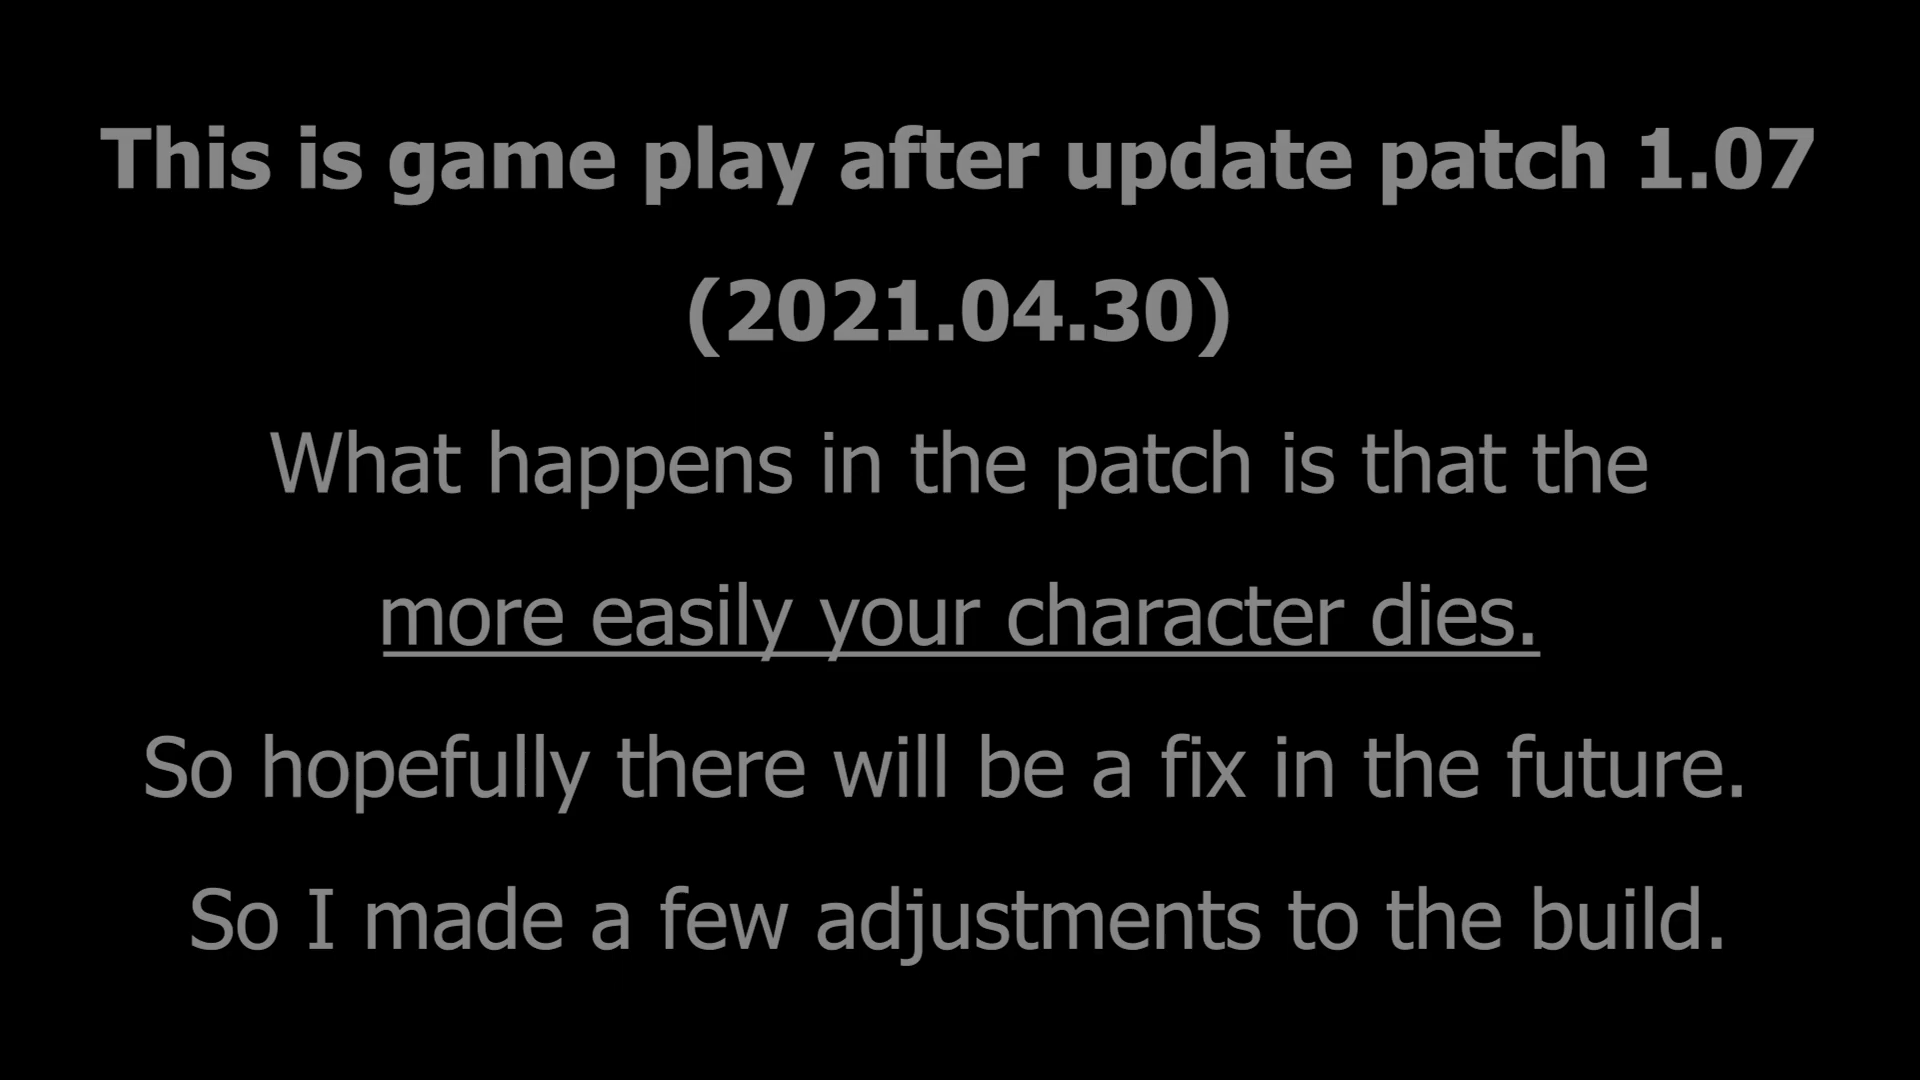 This is game play after update patch 1.07
(2021.04.30)
What happens in the patch is that the
more easily your character dies.
So hopefully there will be a fix in the future.
So I made a few adjustments to the build.